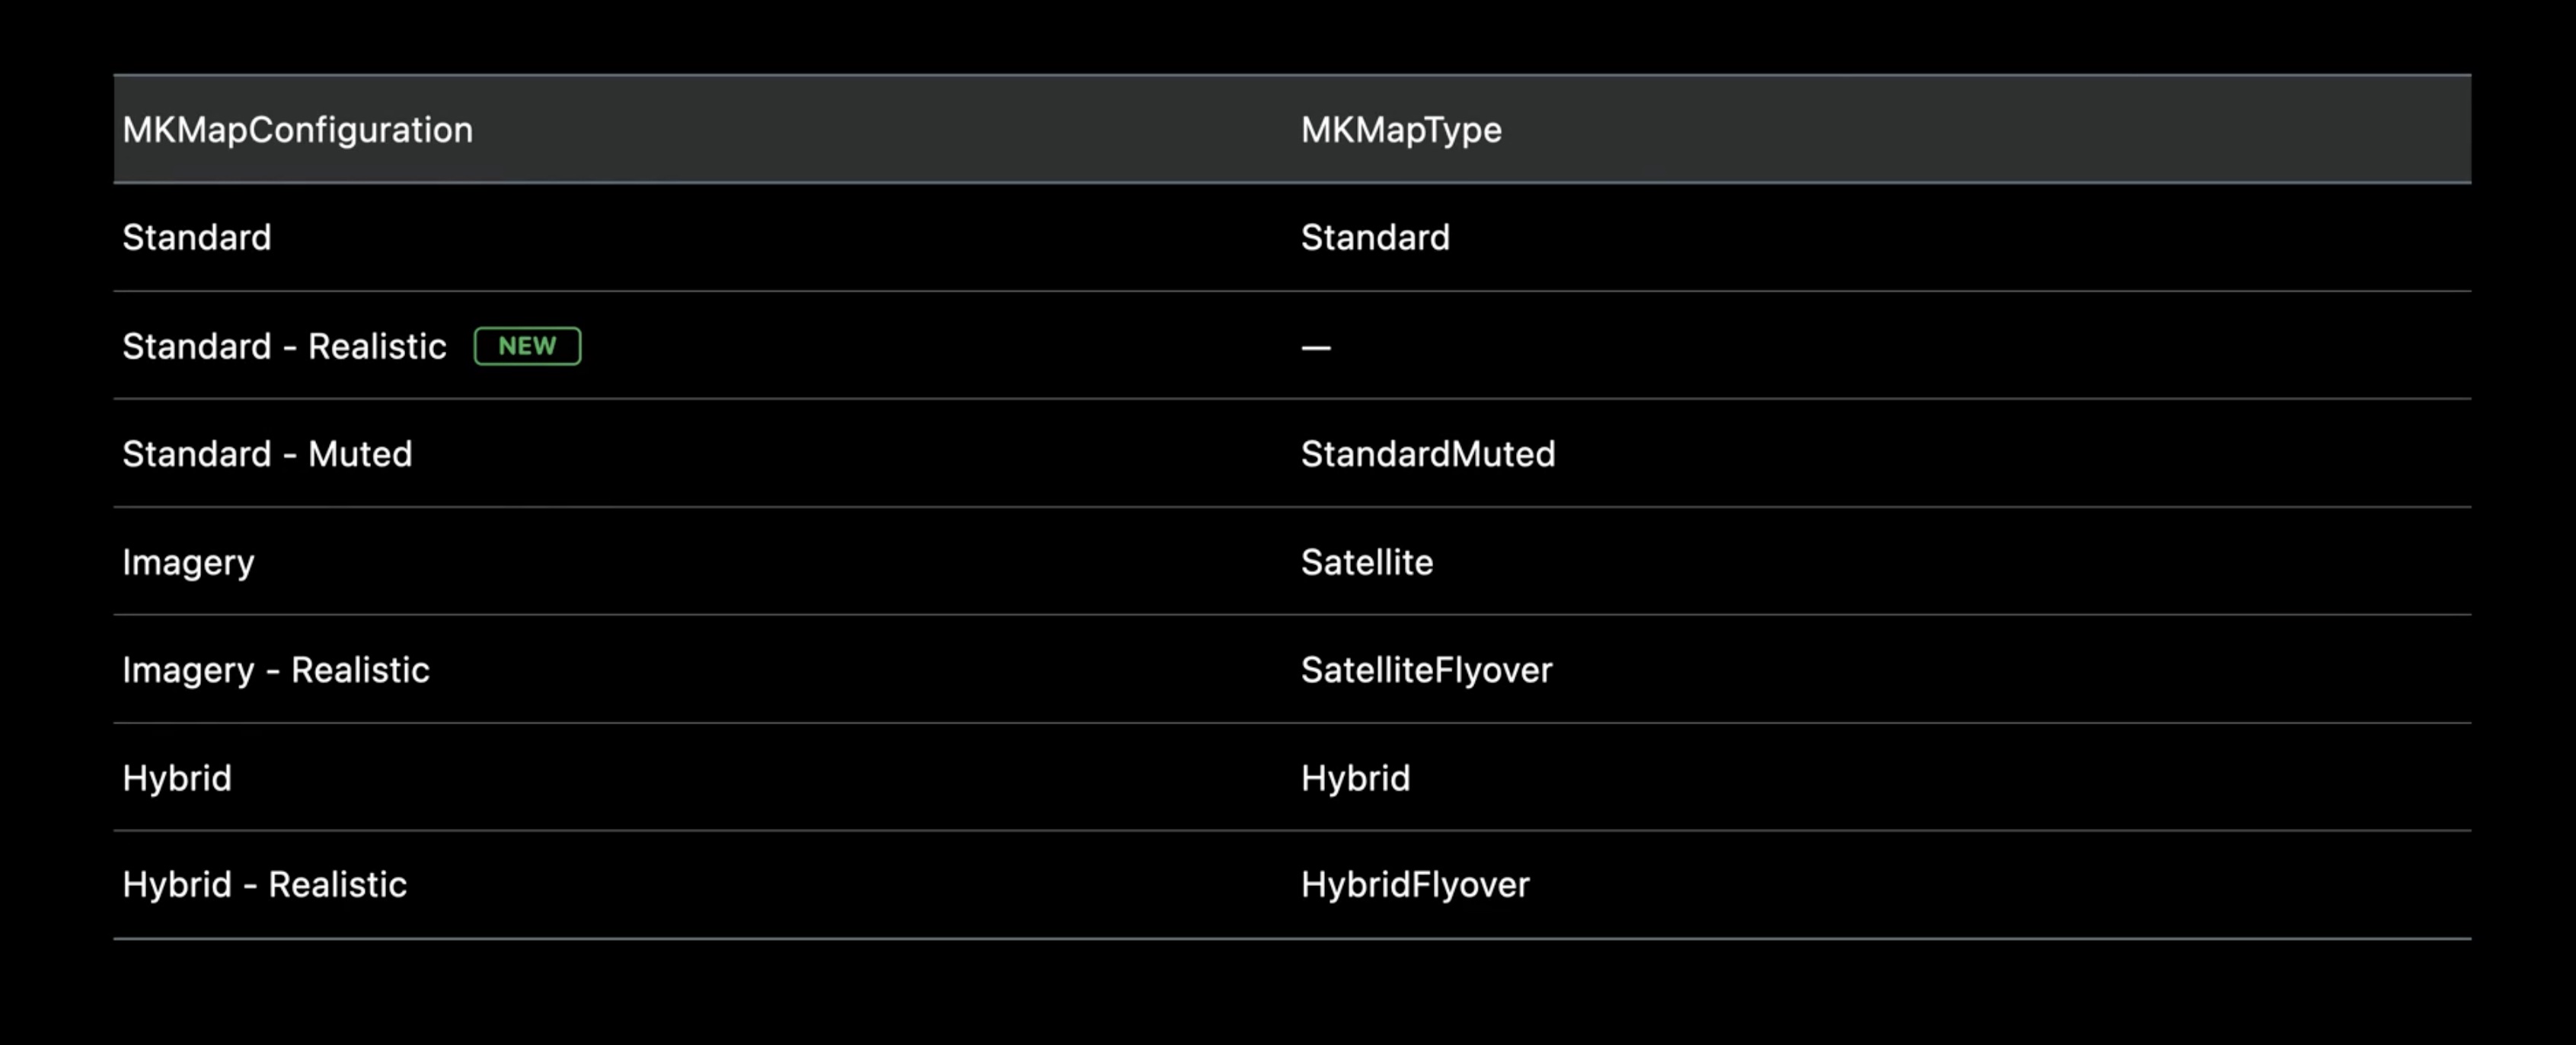 MKMapConfiguration MKMapType
Standard Standard
Standard - Realistic NEW —
Standard - Muted StandardMuted
Imagery Satellite
Imagery - Realistic SatelliteFlyover
Hybrid Hybrid
Hybrid - Realistic HybridFlyover